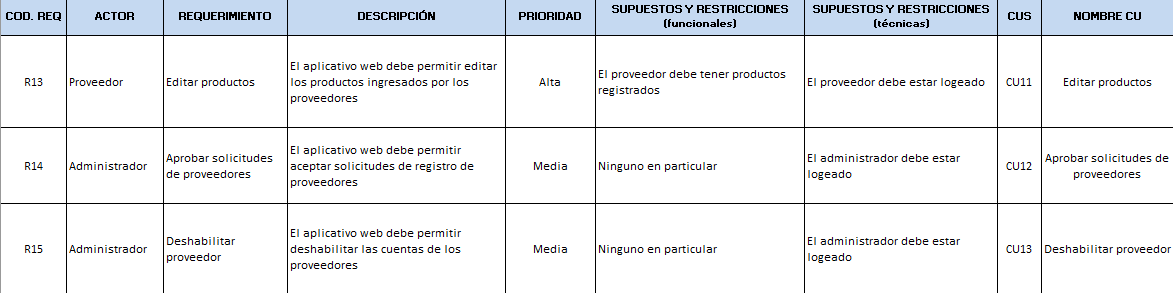 COD. REQ ACTOR REQUERIMIENTO DESCRIPCIÓN PRIORIDAD SUPUESTOS Y RESTRICCIONES (funcionales) SUPUESTOS Y RESTRICCIONES (técnicas) CUS NOMBRE CU
R13
Proveedor
Editar productos
El aplicativo web debe permitir editar
los productos ingresados por los
proveedores
Alta
El proveedor debe tener productos
registrados
El proveedor debe estar logeado
CU11
Editar productos
R14
Administrador
Aprobar solicitudes
de proveedores
El aplicativo web debe permitir
aceptar solicitudes de registro de
proveedores
Media
Ninguno en particular
El administrador debe estar
logeado
CU12
Aprobar solicitudes de
proveedores
R15
Administrador
Deshabilitar
proveedor
El aplicativo web debe permitir
deshabilitar las cuentas de los
proveedores
Media
Ninguno en particular
El administrador debe estar
logeado
CU13
Deshabilitar proveedor